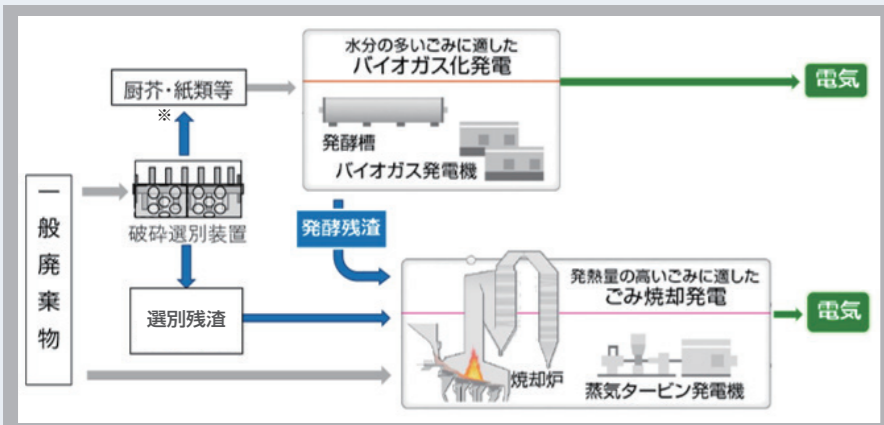 水分の多いごみに適した
バイオガス化発電
電気
厨芥・紙類等
※
発酵槽
バイオガス発電機
一般廃棄物
破砕選別装置
発酵残渣
発熱量の高いごみに適した
ごみ焼却発電
電気
選別残渣
焼却炉
蒸気タービン発電機